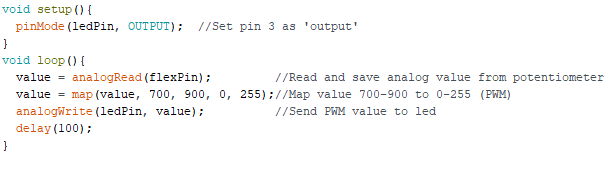 void setup(){
  pinMode(ledPin, OUTPUT);  //Set pin 3 as 'output'
}
void loop(){
  value = analogRead(flexPin);         //Read and save analog value from potentiometer
  value = map(value, 700, 900, 0, 255);//Map value 700-900 to 0-255 (PWM)
  analogWrite(ledPin, value);          //Send PWM value to led
  delay(100);
}